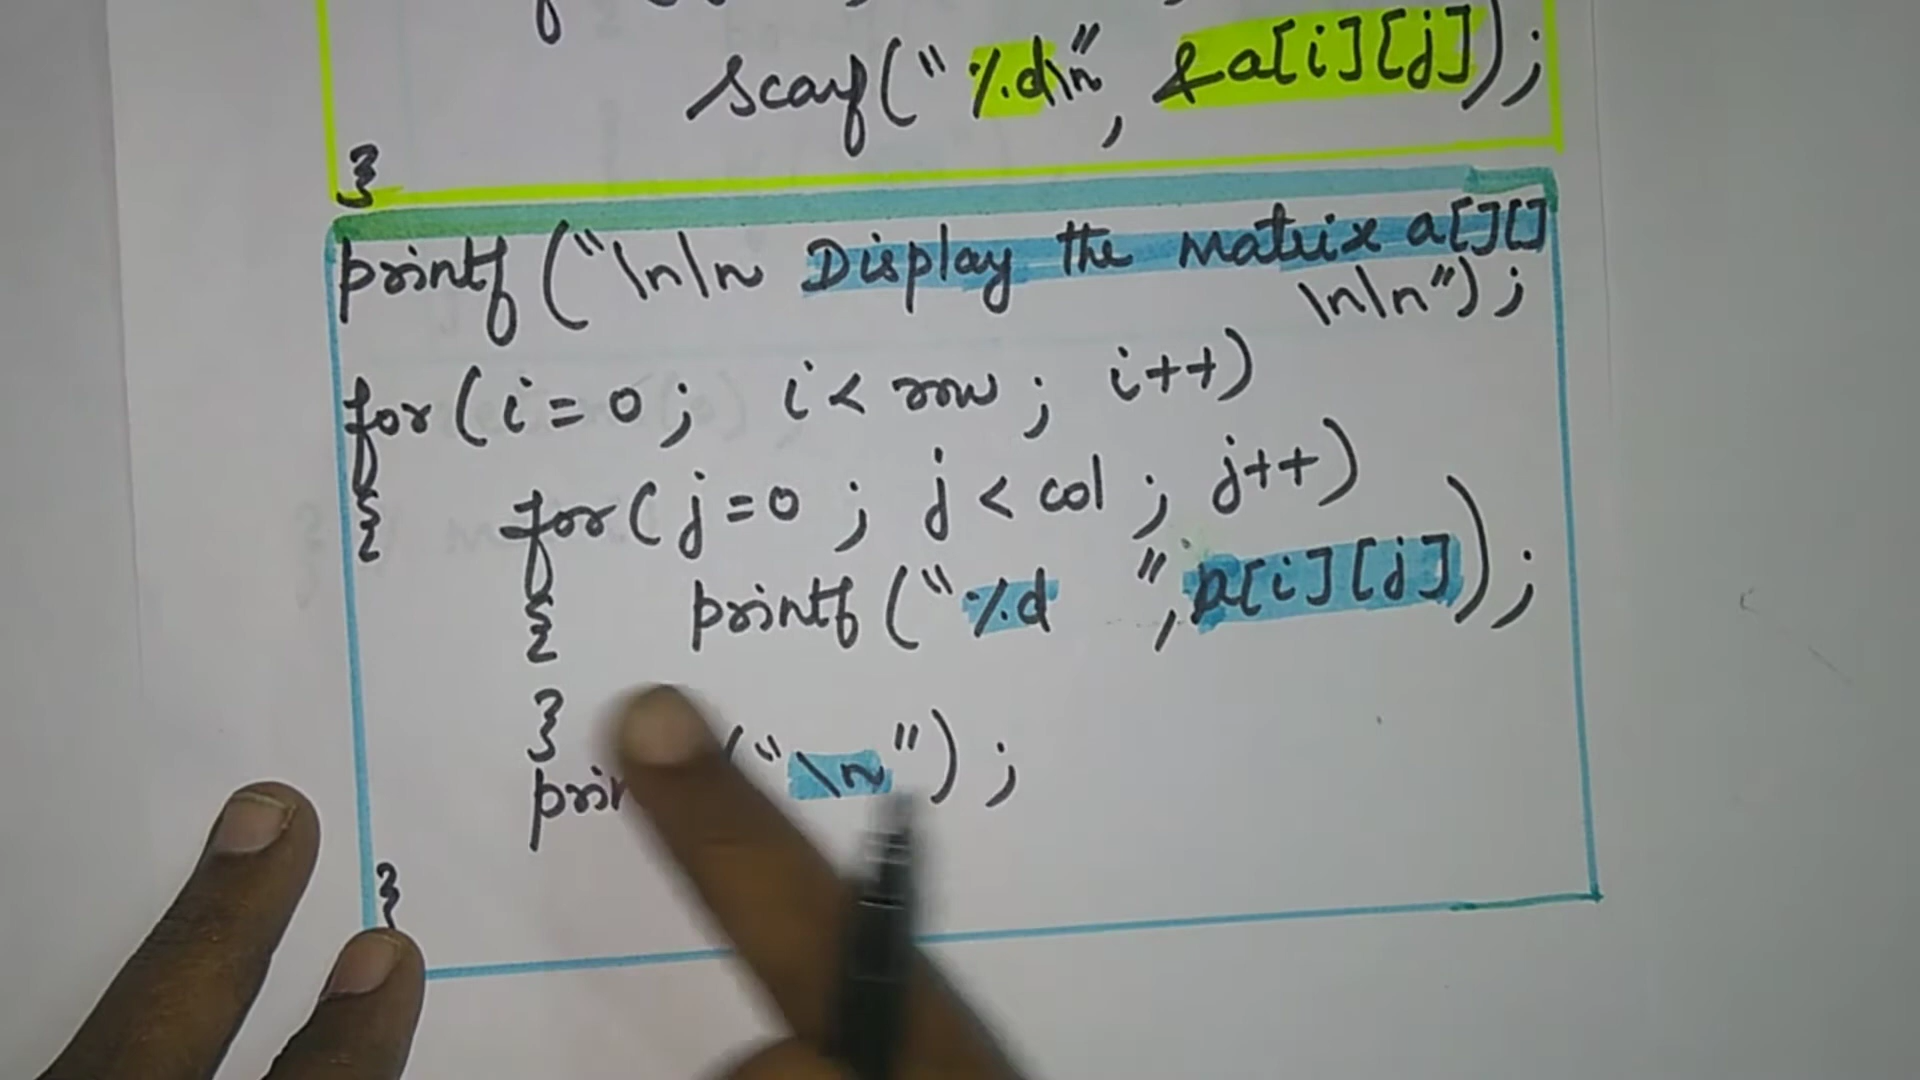 scanf("%d\n", &a[i][j]);
}
printf("\n\n Display the matrix a[][]
\n\n");
for(i=0; i<row; i++)
{ for(j=0; j<col; j++)
{ printf("%d ", a[i][j]);
}
("\n");
}